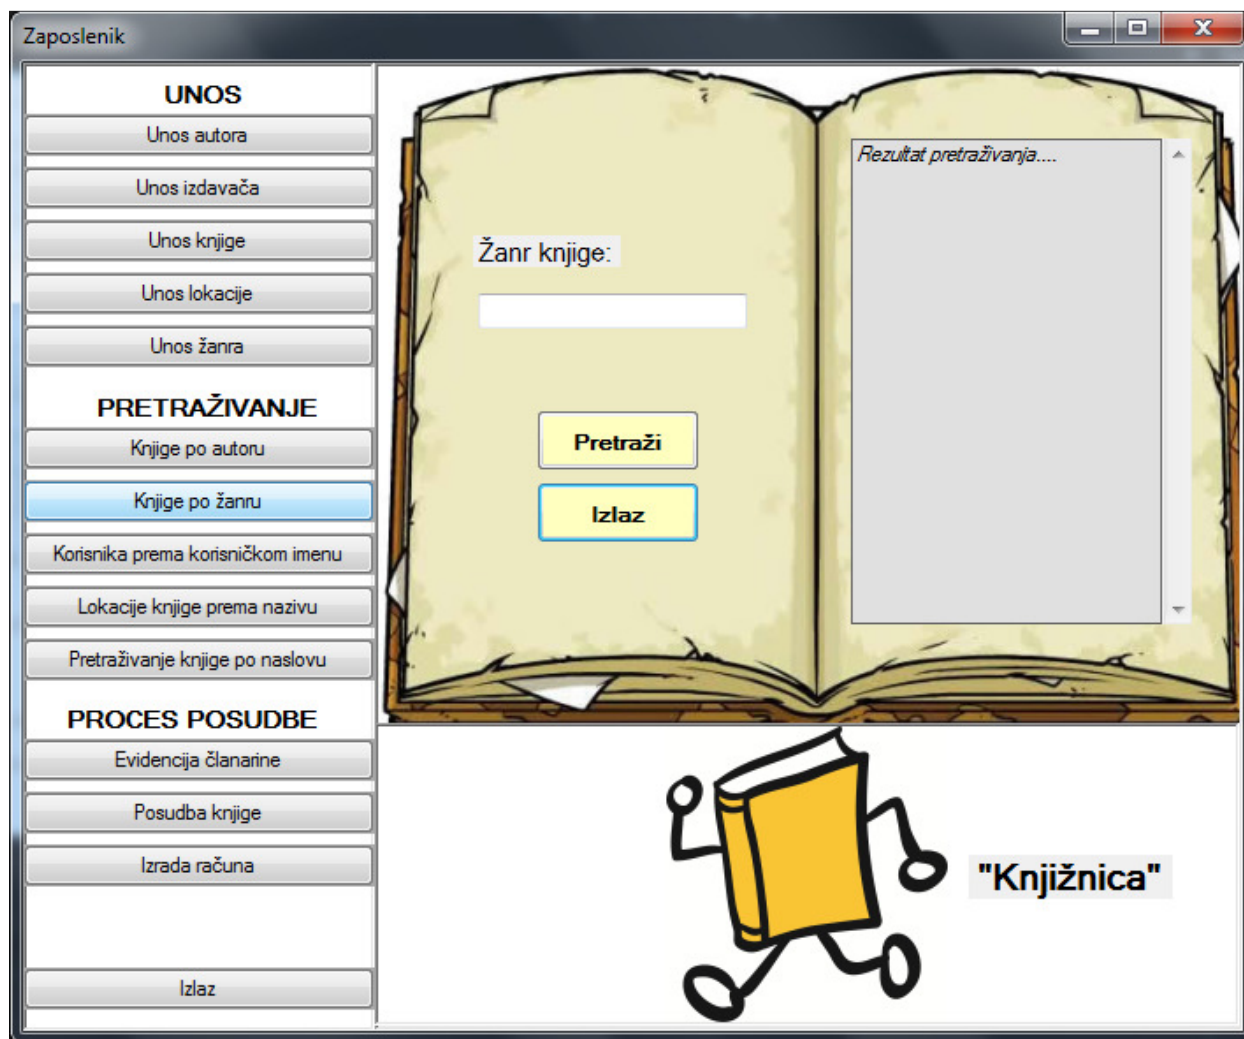 Zaposlenik
UNOS
Unos autora
Unos izdavača
Unos knjige
Unos lokacije
Unos žanra
PRETRAŽIVANJE
Knjige po autoru
Knjige po žanru
Korisnika prema korisničkom imenu
Lokacije knjige prema nazivu
Pretraživanje knjige po naslovu
PROCES POSUDBE
Evidencija članarine
Posudba knjige
Izrada računa
Izlaz
Žanr knjige:
Pretraži
Izlaz
Rezultat pretraživanja....
"Knjižnica"